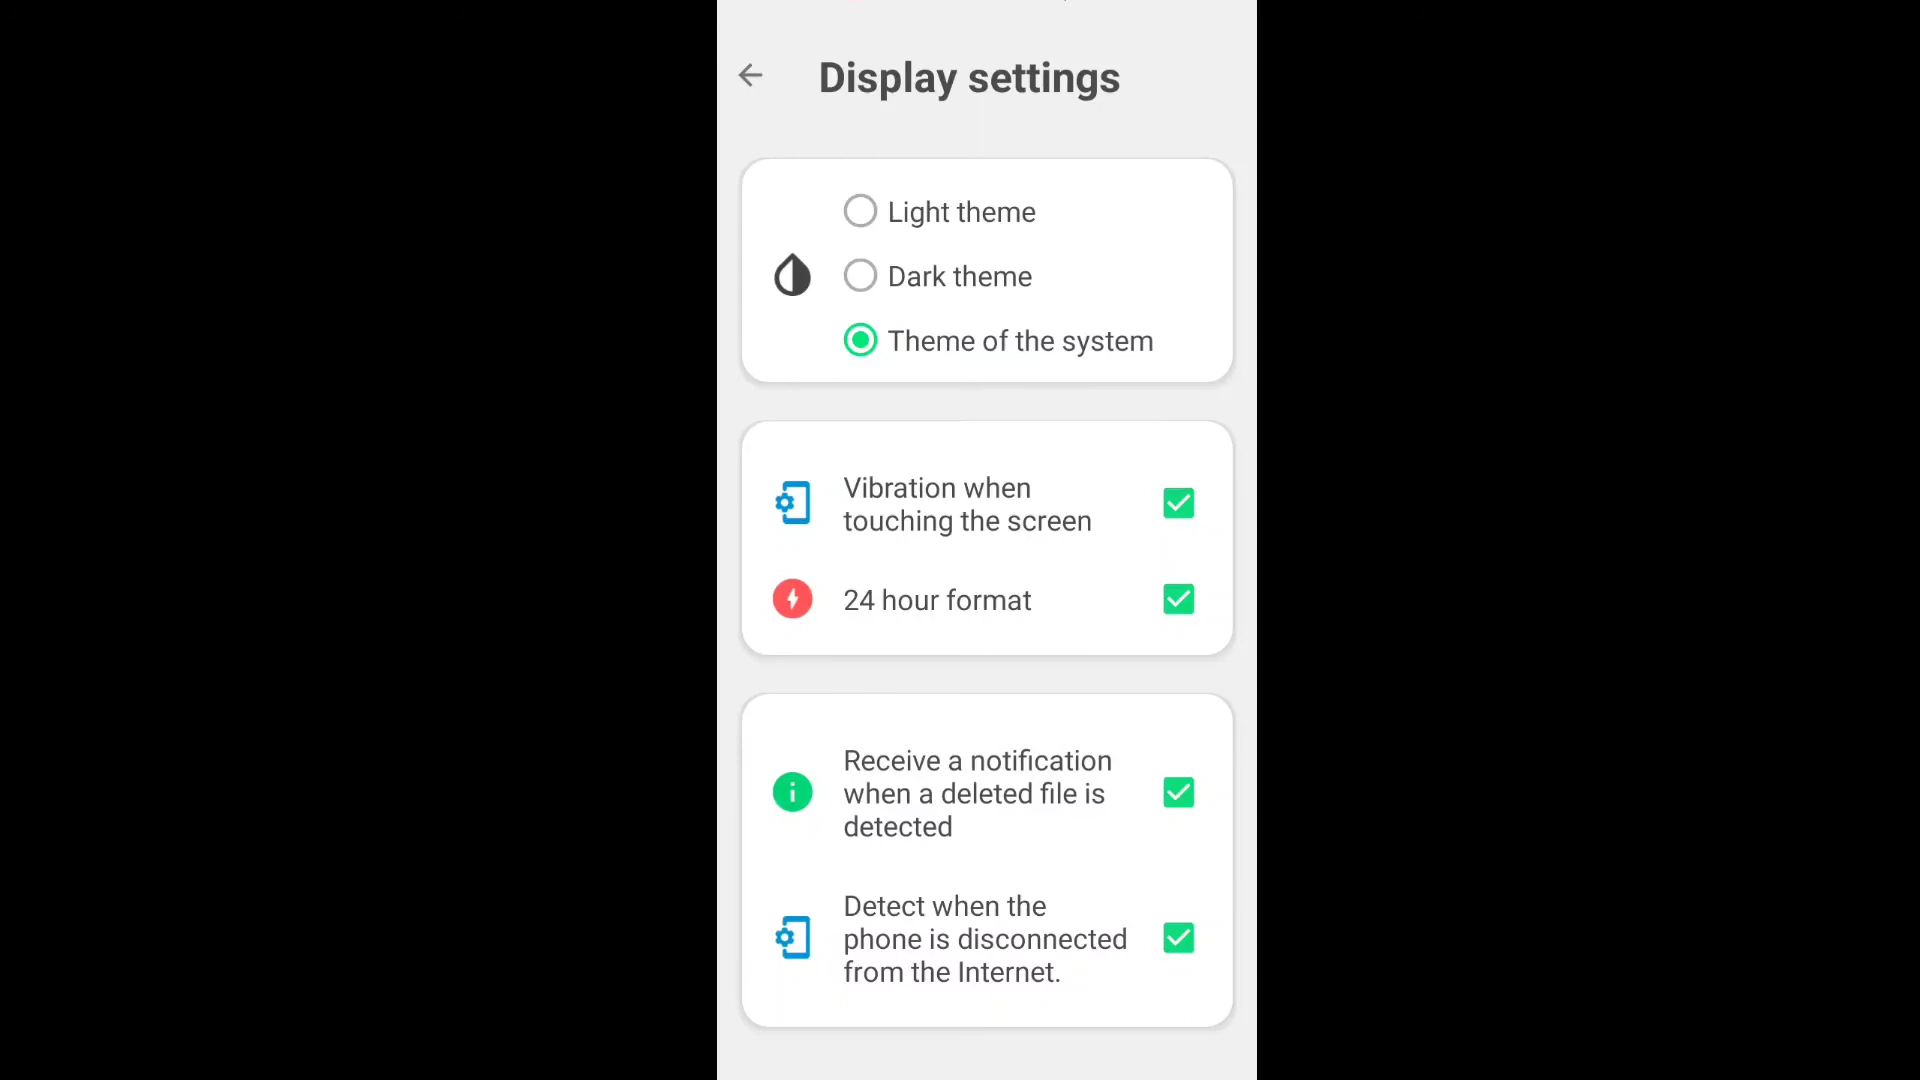 Display settings
Light theme
Dark theme
Theme of the system
Vibration when
touching the screen
24 hour format
Receive a notification
when a deleted file is
detected
Detect when the
phone is disconnected
from the Internet.